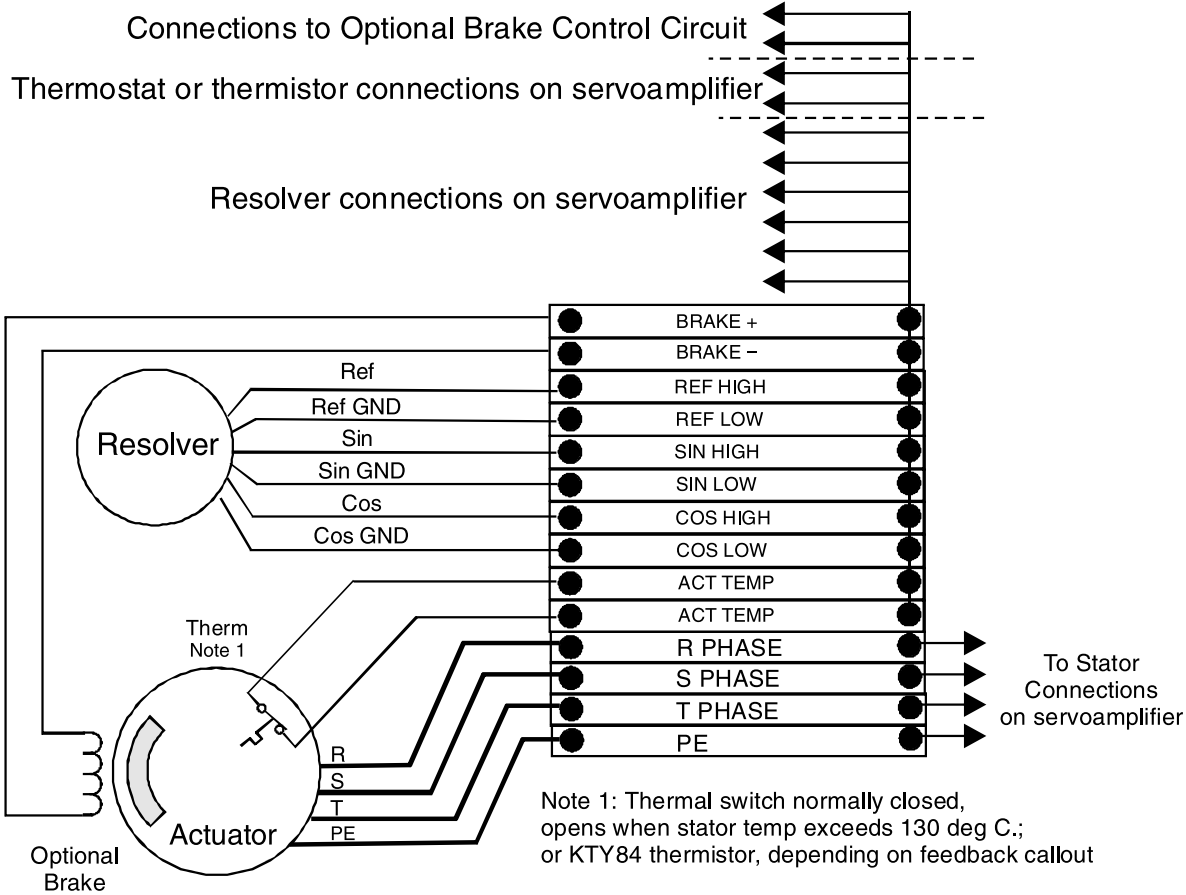 Connections to Optional Brake Control Circuit
Thermostat or thermistor connections on servoamplifier
Resolver connections on servoamplifier
BRAKE +
BRAKE −
Ref
REF HIGH
Ref GND
REF LOW
Resolver
Sin
SIN HIGH
Sin GND
SIN LOW
Cos
COS HIGH
Cos GND
COS LOW
ACT TEMP
ACT TEMP
Therm
Note 1
R PHASE
S PHASE
T PHASE
PE
To Stator
Connections
on servoamplifier
R
S
T
PE
Actuator
Optional
Brake
Note 1: Thermal switch normally closed,
opens when stator temp exceeds 130 deg C.;
or KTY84 thermistor, depending on feedback callout